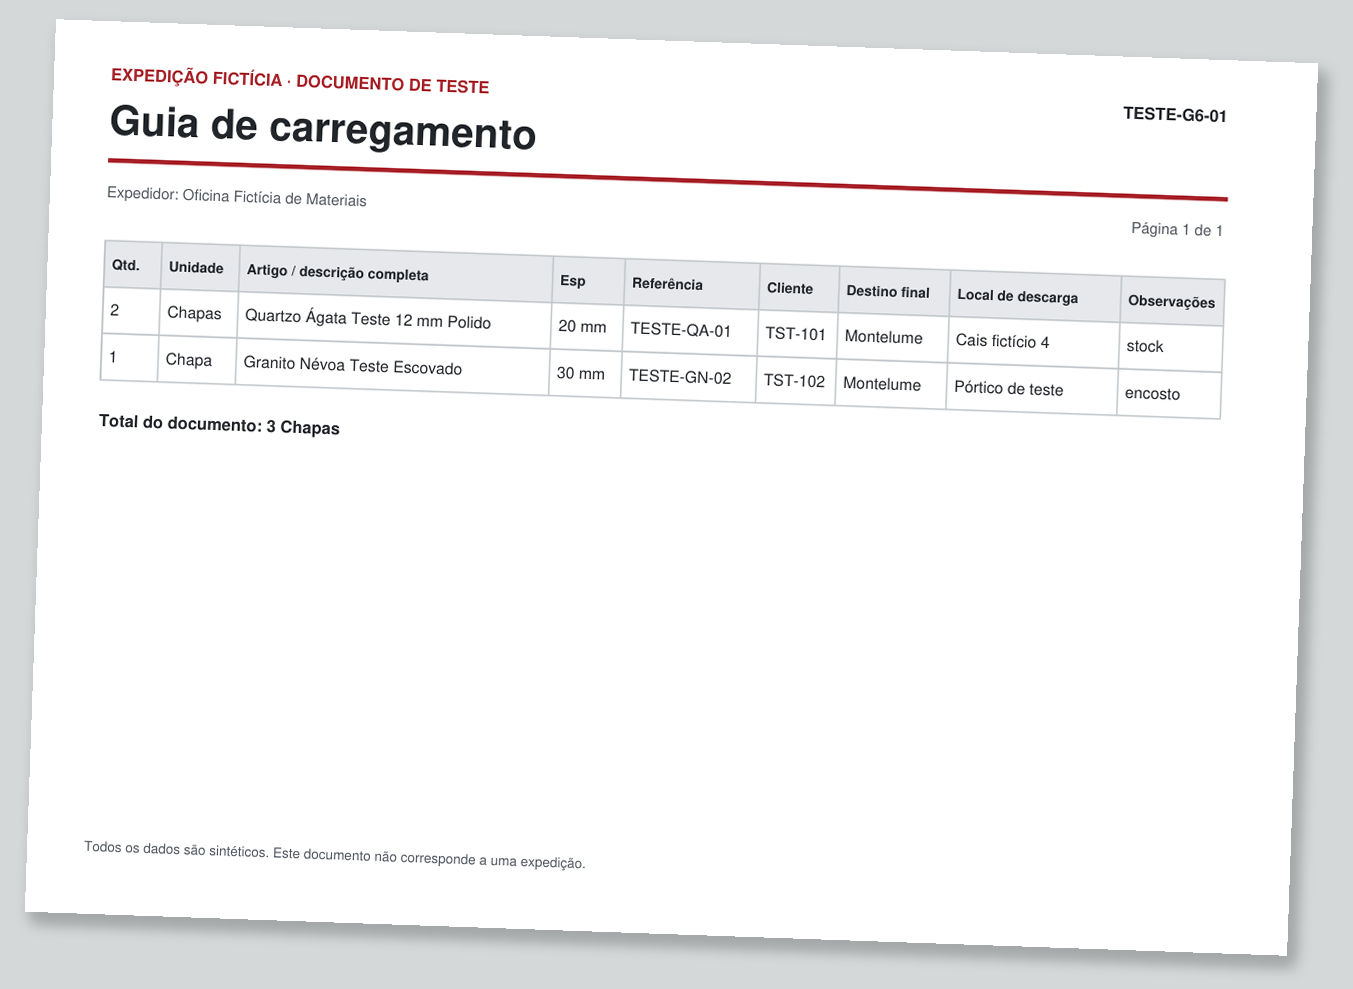 EXPEDIÇÃO FICTÍCIA · DOCUMENTO DE TESTE
TESTE-G6-01
Guia de carregamento
Expedidor: Oficina Fictícia de Materiais
Página 1 de 1
Qtd. Unidade Artigo / descrição completa Esp Referência Cliente Destino final Local de descarga Observações
2 Chapas Quartzo Ágata Teste 12 mm Polido 20 mm TESTE-QA-01 TST-101 Montelume Cais fictício 4 stock
1 Chapa Granito Névoa Teste Escovado 30 mm TESTE-GN-02 TST-102 Montelume Pórtico de teste encosto
Total do documento: 3 Chapas
Todos os dados são sintéticos. Este documento não corresponde a uma expedição.